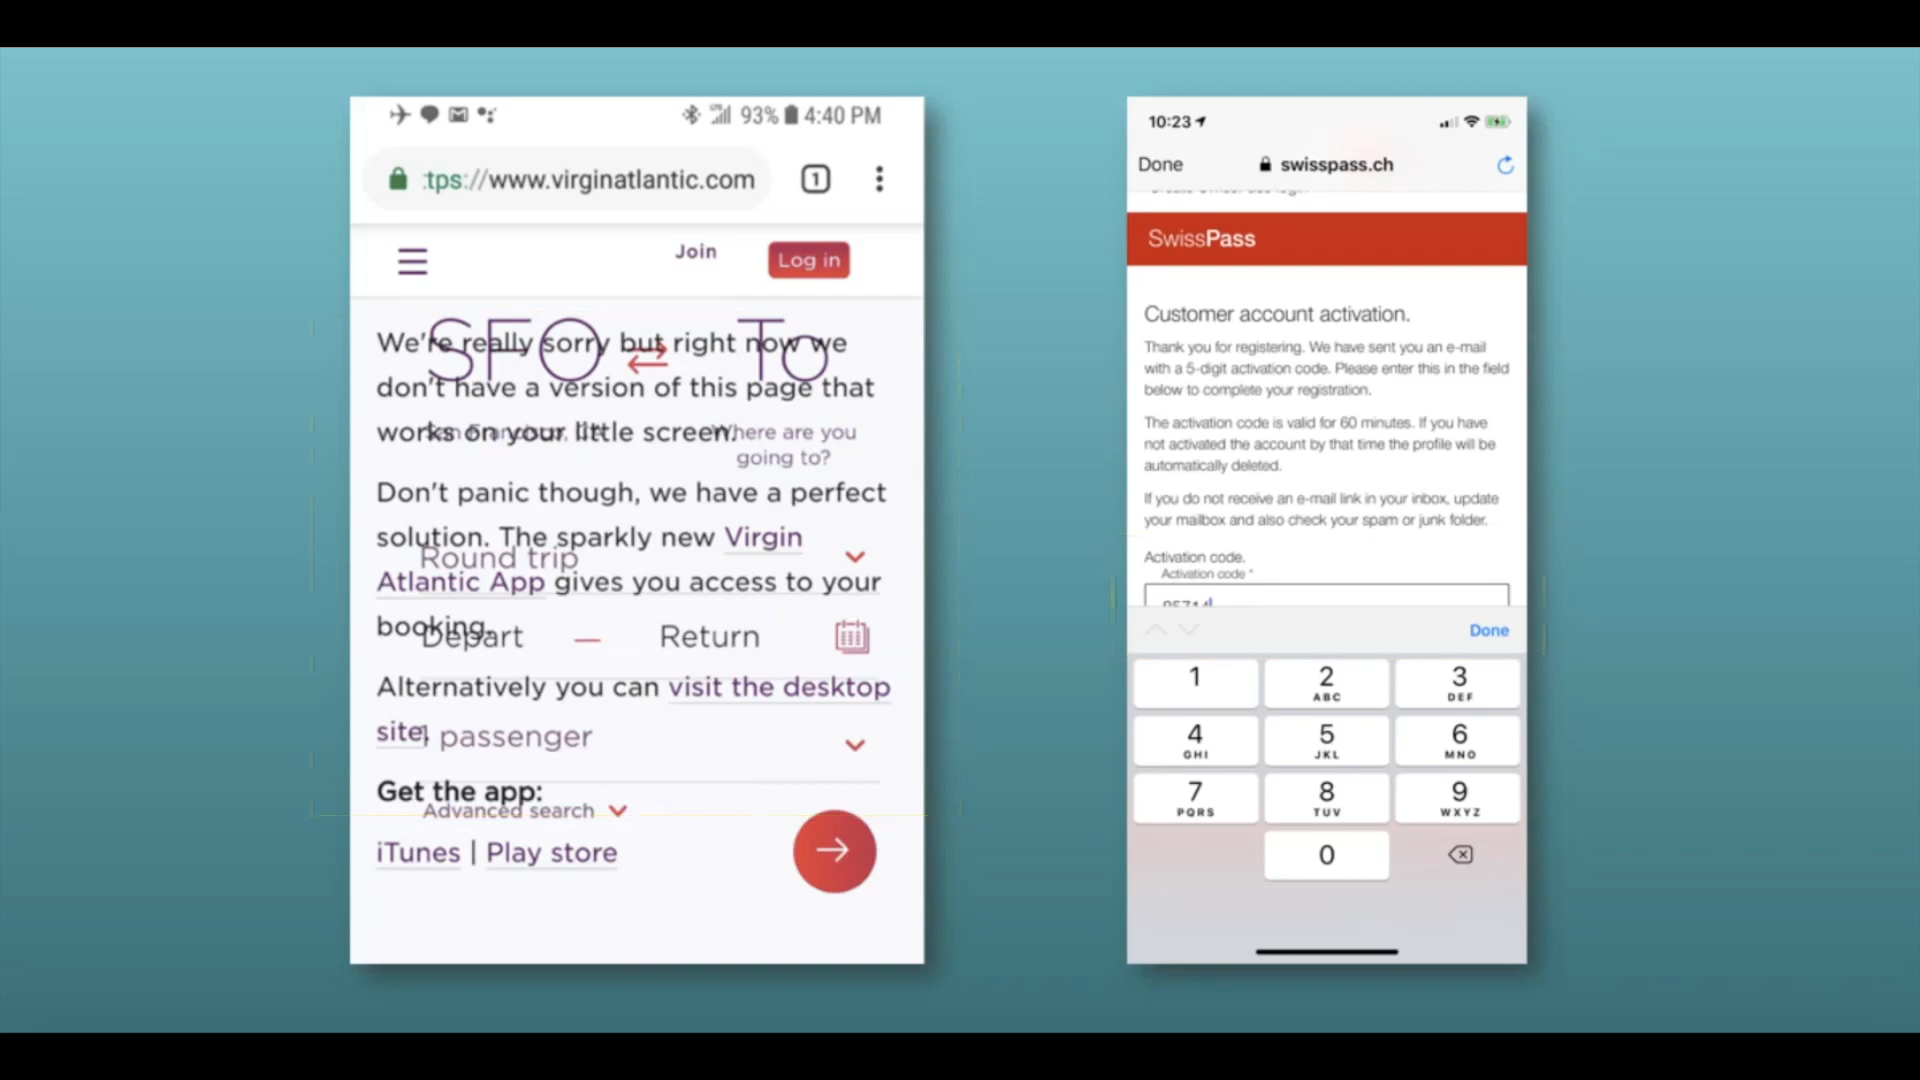 93% 4:40 PM
tps://www.virginatlantic.com 1
Join Log in
SFO To
We're really sorry but right now we
don't have a version of this page that
works on your little screen.
San Francisco, CA
Where are you
going to?
Don't panic though, we have a perfect
solution. The sparkly new Virgin
Round trip
Atlantic App gives you access to your
booking.
Depart — Return
Alternatively you can visit the desktop
site.
1 passenger
Get the app:
Advanced search
iTunes | Play store
10:23
Done swisspass.ch
SwissPass
Customer account activation.
Thank you for registering. We have sent you an e-mail
with a 5-digit activation code. Please enter this in the field
below to complete your registration.
The activation code is valid for 60 minutes. If you have
not activated the account by that time the profile will be
automatically deleted.
If you do not receive an e-mail link in your inbox, update
your mailbox and also check your spam or junk folder.
Activation code.
Activation code *
Done
1 2 3
ABC DEF
4 5 6
GHI JKL MNO
7 8 9
PQRS TUV WXYZ
0